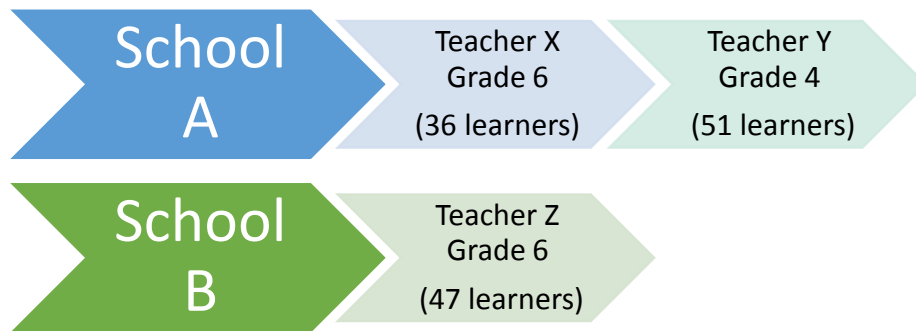 School
A
Teacher X
Grade 6
(36 learners)
Teacher Y
Grade 4
(51 learners)
School
B
Teacher Z
Grade 6
(47 learners)